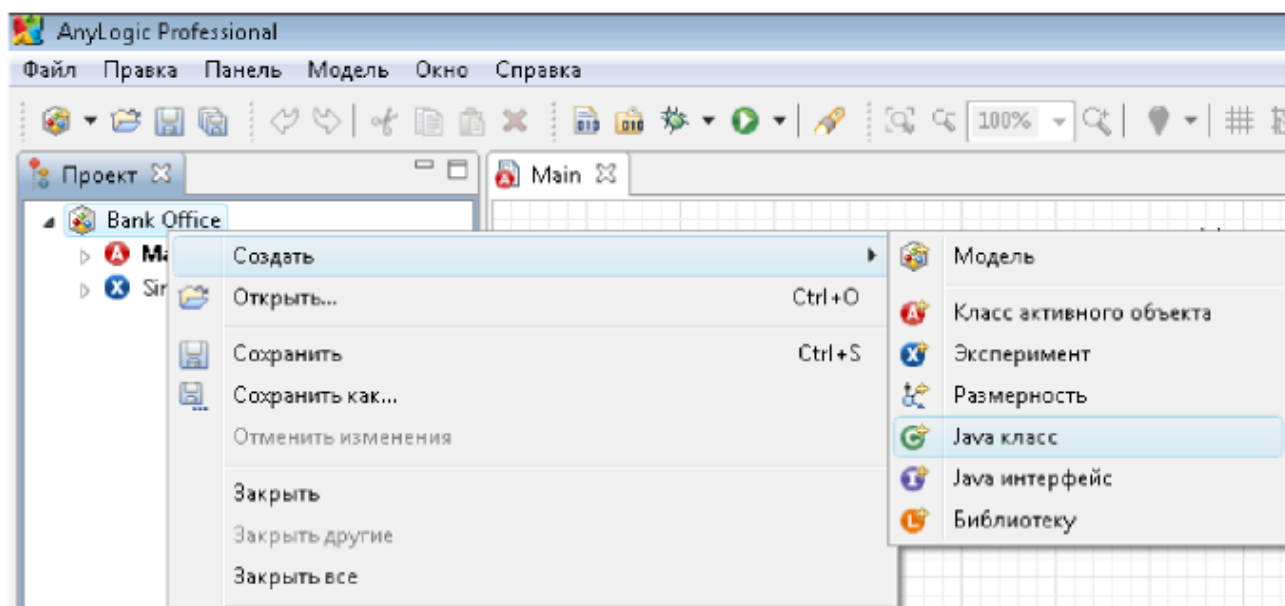 AnyLogic Professional
Файл Правка Панель Модель Окно Справка
100%
Проект
Main
Bank Office
Создать
Открыть... Ctrl+O
Сохранить Ctrl+S
Сохранить как...
Отменить изменения
Закрыть
Закрыть другие
Закрыть все
Модель
Класс активного объекта
Эксперимент
Размерность
Java класс
Java интерфейс
Библиотеку